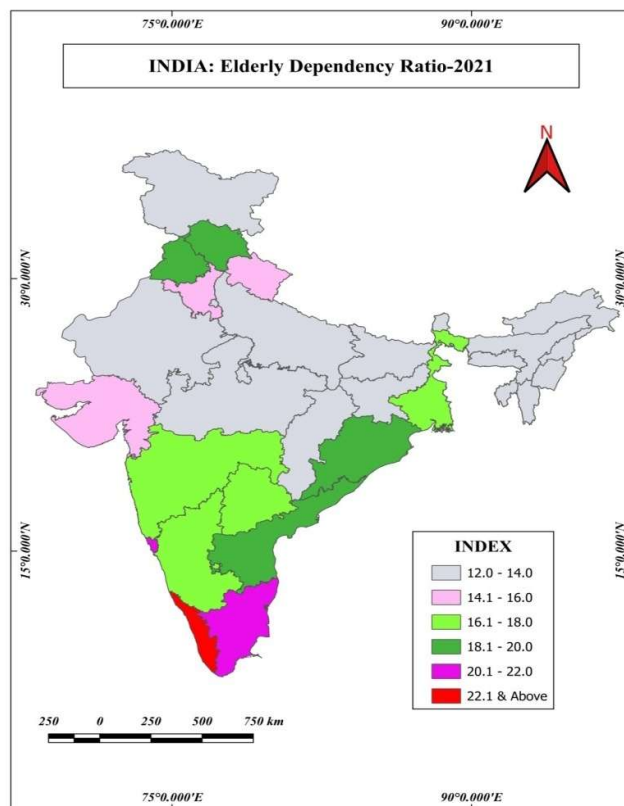 75°0.000'E 90°0.000'E
INDIA: Elderly Dependency Ratio-2021
N
30°0.000'N 30°0.000'N
15°0.000'N 15°0.000'N
INDEX
12.0 - 14.0
14.1 - 16.0
16.1 - 18.0
18.1 - 20.0
20.1 - 22.0
22.1 & Above
250 0 250 500 750 km
75°0.000'E 90°0.000'E